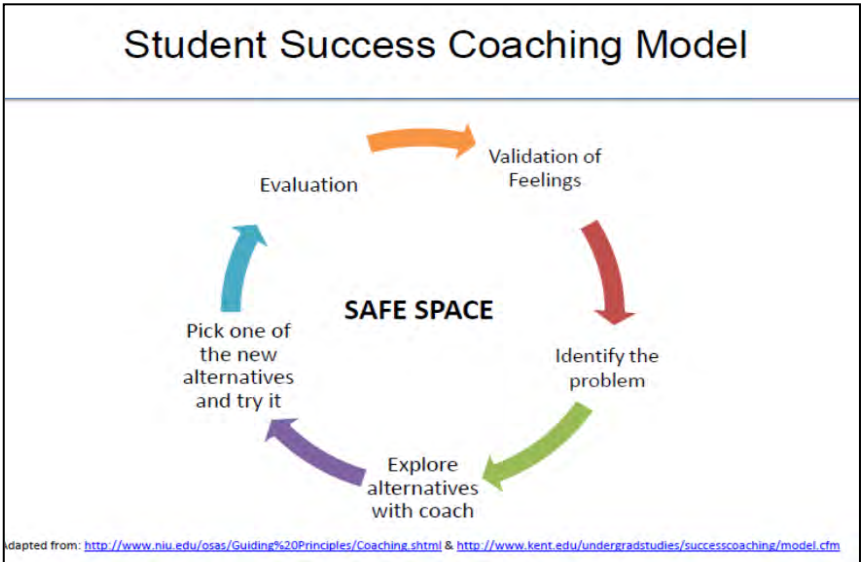 Student Success Coaching Model
Validation of
Feelings
Identify the
problem
Explore
alternatives
with coach
Pick one of
the new
alternatives
and try it
Evaluation
SAFE SPACE
Adapted from: http://www.niu.edu/osas/Guiding%20Principles/Coaching.shtml & http://www.kent.edu/undergradstudies/successcoaching/model.cfm